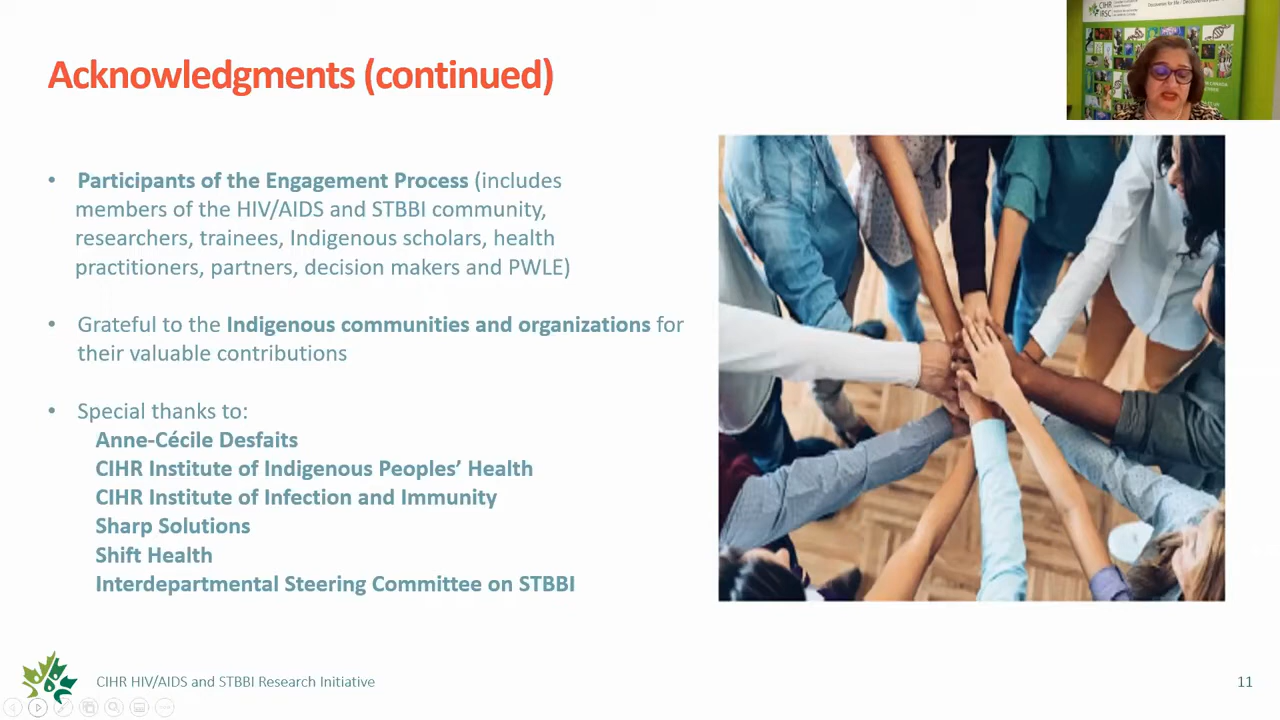 Acknowledgments (continued)
• Participants of the Engagement Process (includes
members of the HIV/AIDS and STBBI community,
researchers, trainees, Indigenous scholars, health
practitioners, partners, decision makers and PWLE)
• Grateful to the Indigenous communities and organizations for
their valuable contributions
• Special thanks to:
Anne-Cécile Desfaits
CIHR Institute of Indigenous Peoples’ Health
CIHR Institute of Infection and Immunity
Sharp Solutions
Shift Health
Interdepartmental Steering Committee on STBBI
CIHR HIV/AIDS and STBBI Research Initiative
11
CIHR
IRSC